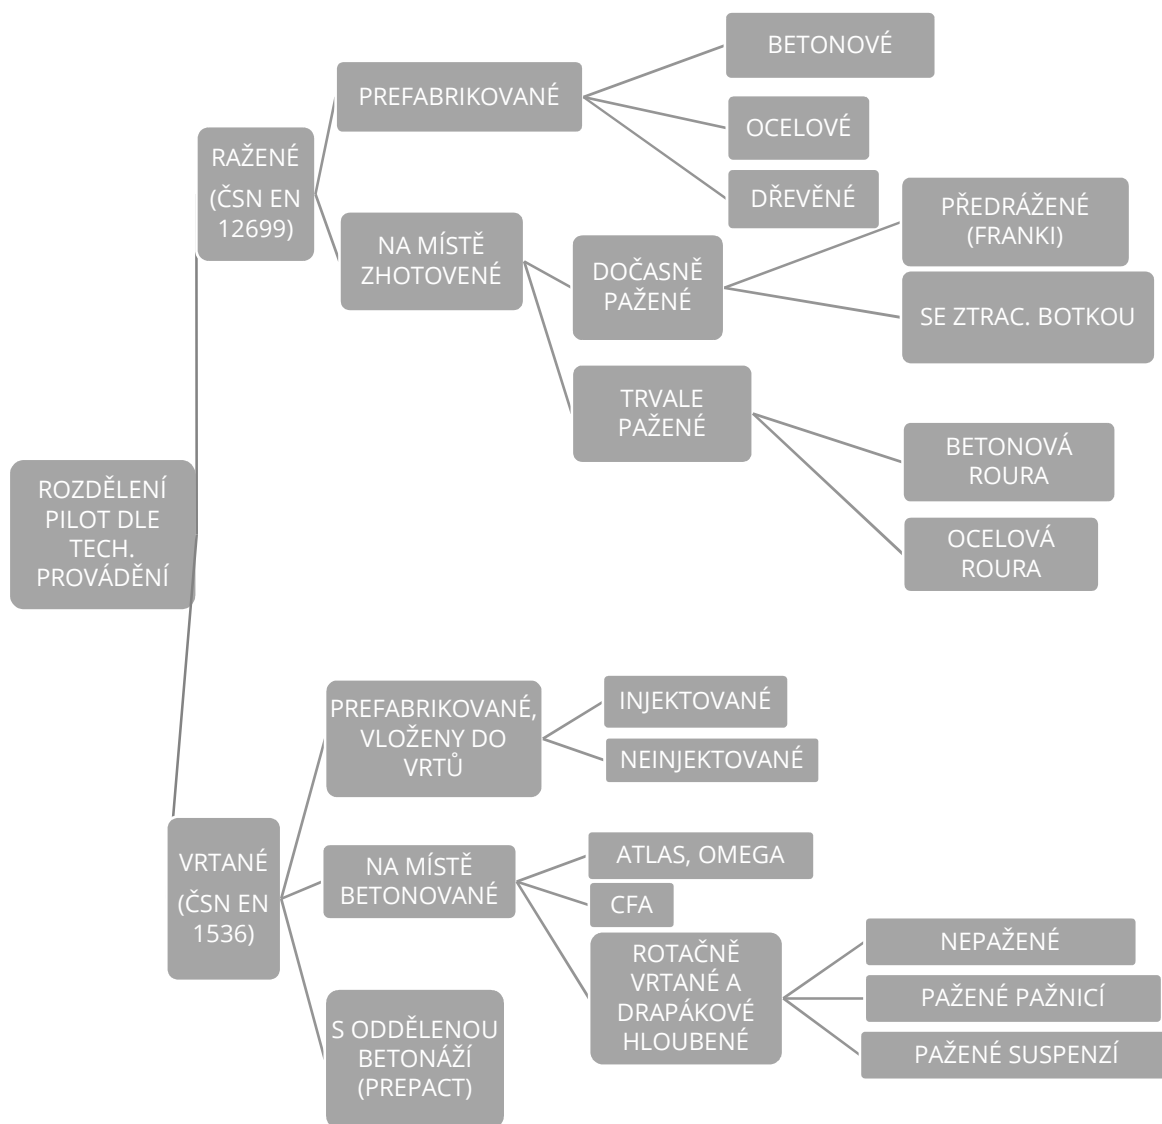 ROZDĚLENÍ
PILOT DLE
TECH.
PROVÁDĚNÍ
RAŽENÉ
(ČSN EN
12699)
PREFABRIKOVANÉ
BETONOVÉ
OCELOVÉ
DŘEVĚNÉ
NA MÍSTĚ
ZHOTOVENÉ
DOČASNĚ
PAŽENÉ
PŘEDRÁŽENÉ
(FRANKI)
SE ZTRAC. BOTKOU
TRVALE
PAŽENÉ
BETONOVÁ
ROURA
OCELOVÁ
ROURA
VRTANÉ
(ČSN EN
1536)
PREFABRIKOVANÉ,
VLOŽENY DO
VRTŮ
INJEKTOVANÉ
NEINJEKTOVANÉ
NA MÍSTĚ
BETONOVANÉ
ATLAS, OMEGA
CFA
ROTAČNĚ
VRTANÉ A
DRAPÁKOVÉ
HLOUBENÉ
NEPAŽENÉ
PAŽENÉ PAŽNICÍ
PAŽENÉ SUSPENZÍ
S ODDĚLENOU
BETONÁŽÍ
(PREPACT)